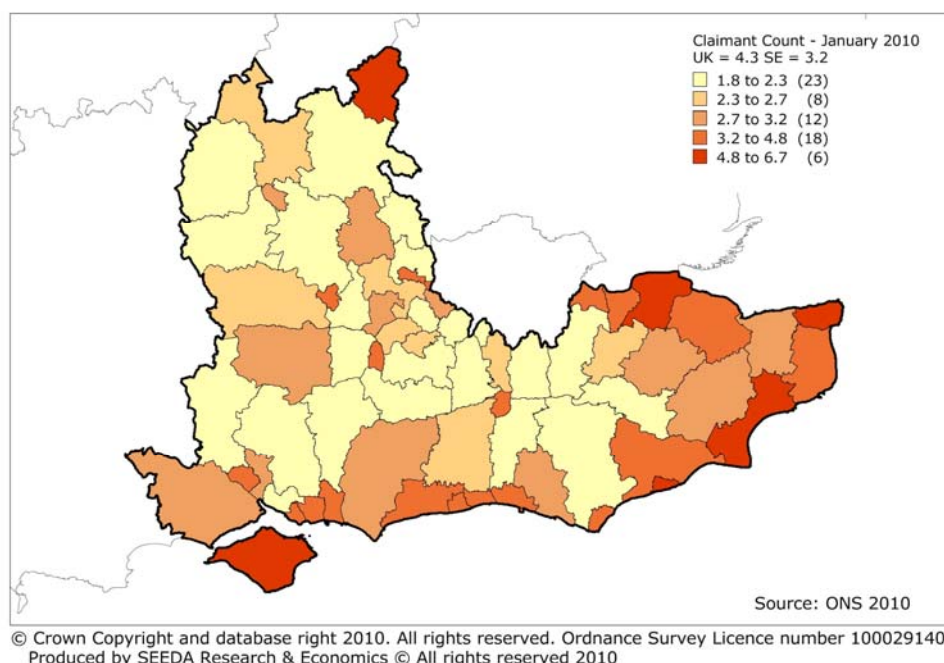 Claimant Count - January 2010
UK = 4.3 SE = 3.2
1.8 to 2.3 (23)
2.3 to 2.7 (8)
2.7 to 3.2 (12)
3.2 to 4.8 (18)
4.8 to 6.7 (6)
Source: ONS 2010
© Crown Copyright and database right 2010. All rights reserved. Ordnance Survey Licence number 100029140
Produced by SEEDA Research & Economics © All rights reserved 2010